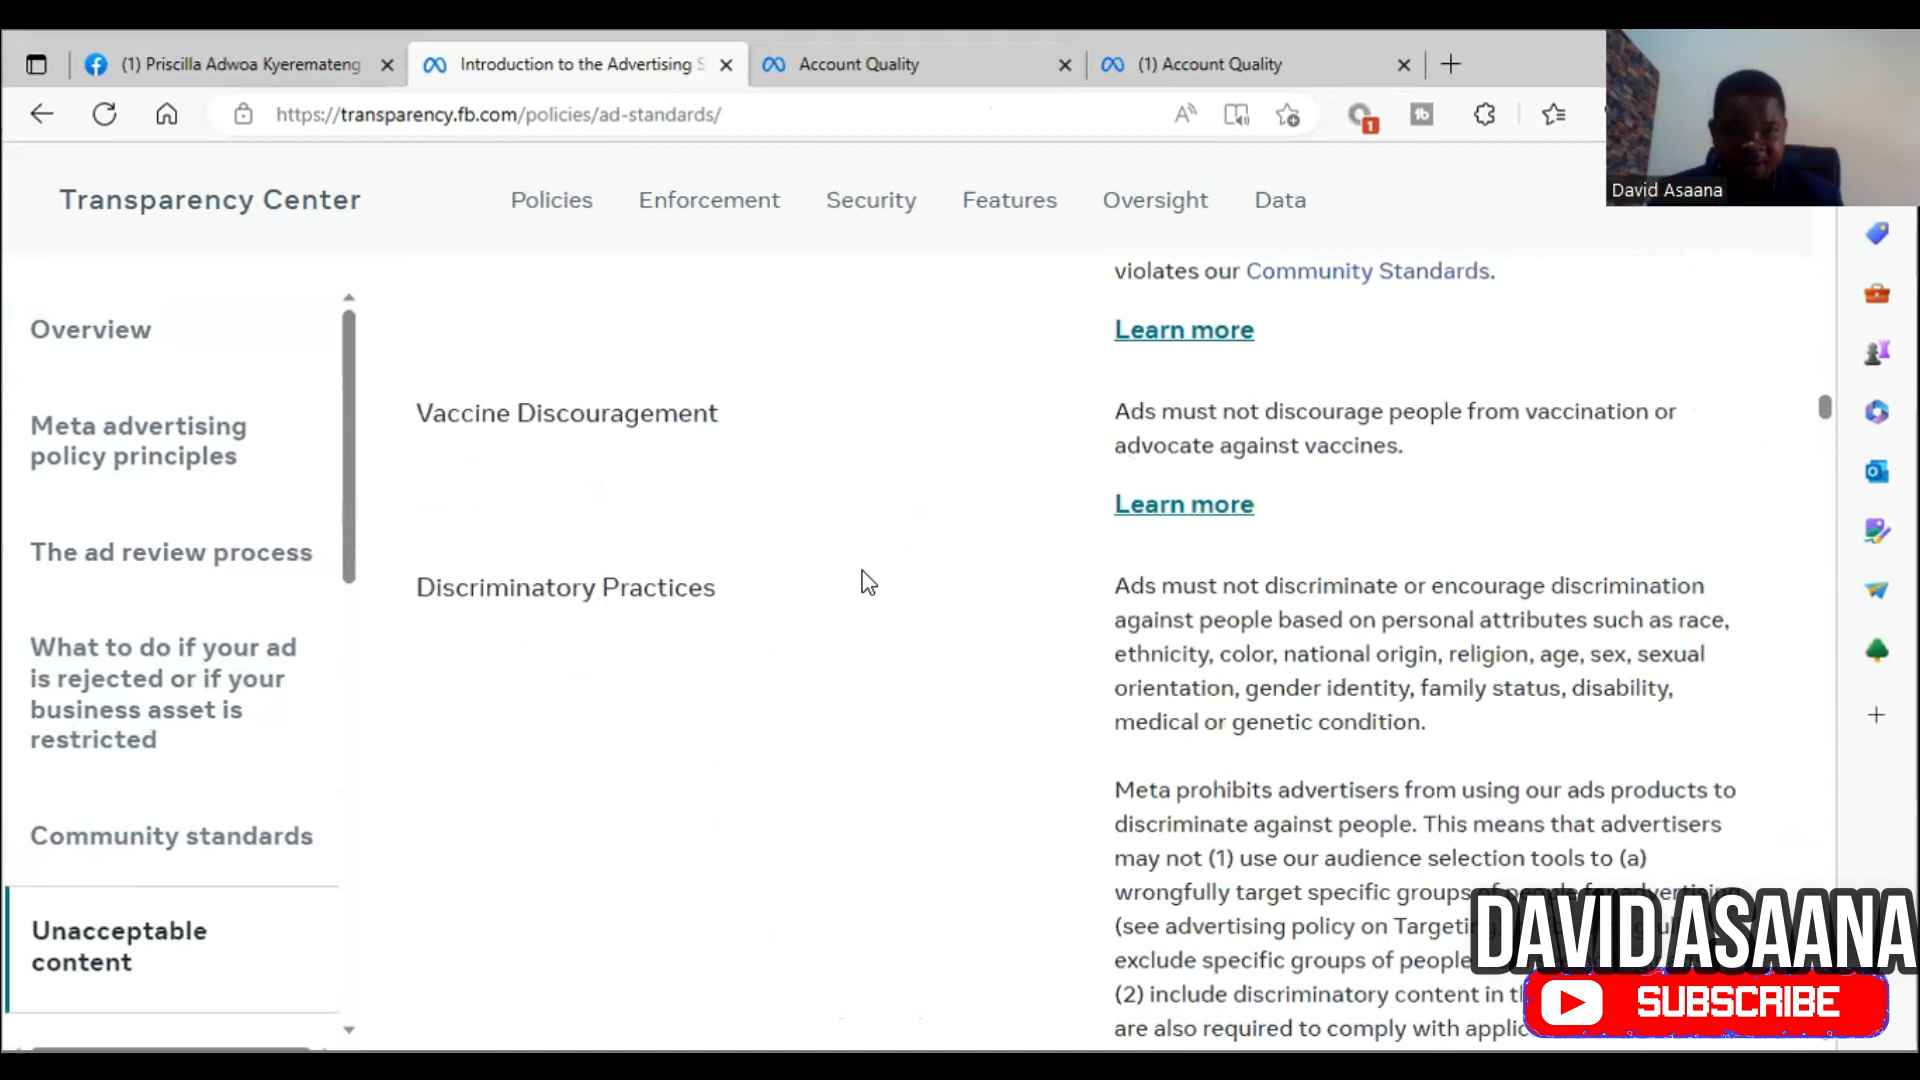 (1) Priscilla Adwoa Kyeremateng
Introduction to the Advertising S
Account Quality
(1) Account Quality
https://transparency.fb.com/policies/ad-standards/
1
David Asaana
Transparency Center
Policies
Enforcement
Security
Features
Oversight
Data
Overview
Meta advertising
policy principles
The ad review process
What to do if your ad
is rejected or if your
business asset is
restricted
Community standards
Unacceptable
content
violates our Community Standards.
Learn more
Vaccine Discouragement
Ads must not discourage people from vaccination or
advocate against vaccines.
Learn more
Discriminatory Practices
Ads must not discriminate or encourage discrimination
against people based on personal attributes such as race,
ethnicity, color, national origin, religion, age, sex, sexual
orientation, gender identity, family status, disability,
medical or genetic condition.
Meta prohibits advertisers from using our ads products to
discriminate against people. This means that advertisers
may not (1) use our audience selection tools to (a)
wrongfully target specific groups of people for advertising
(see advertising policy on
exclude specific groups of people
(2) include discriminatory content in
are also required to comply with
DAVID ASAANA
SUBSCRIBE